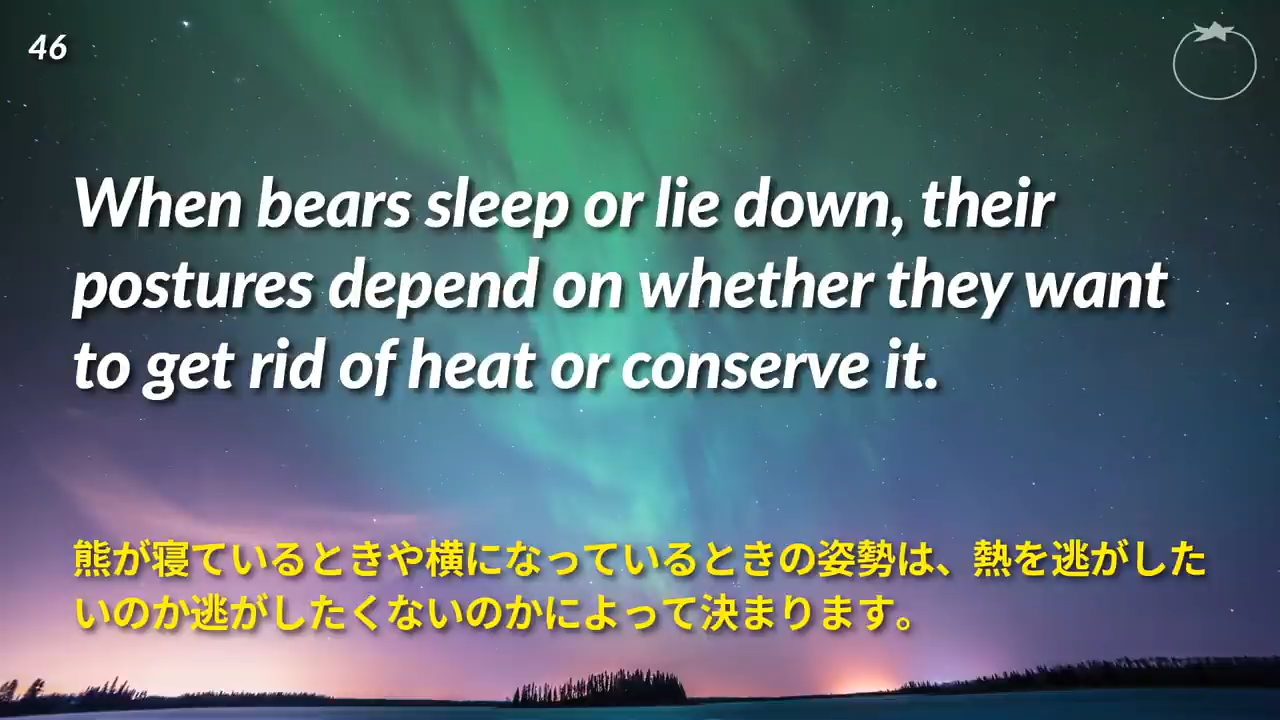 46
When bears sleep or lie down, their
postures depend on whether they want
to get rid of heat or conserve it.
熊が寝ているときや横になっているときの姿勢は、熱を逃がした
いのか逃がしたくないのかによって決まります。